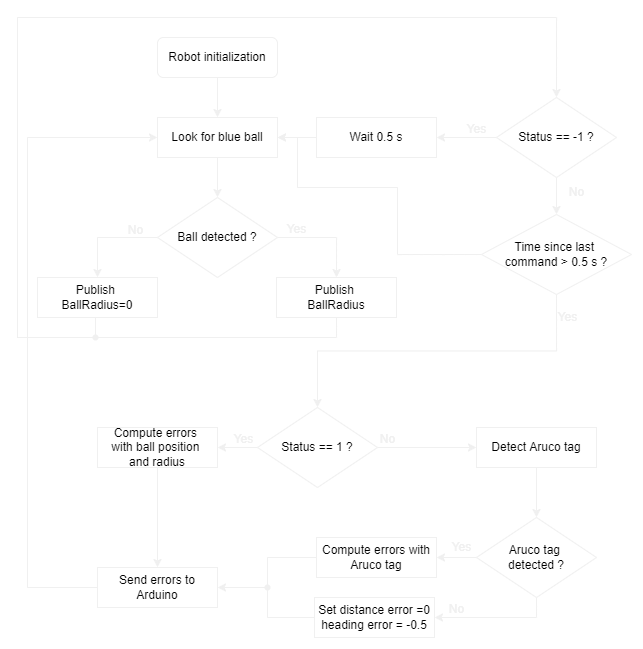 Robot initialization
Look for blue ball
Wait 0.5 s
Yes
Status == -1 ?
No
Ball detected ?
No
Yes
Time since last
command > 0.5 s ?
Publish
BallRadius=0
Publish
BallRadius
Yes
Compute errors
with ball position
and radius
Yes
Status == 1 ?
No
Detect Aruco tag
Compute errors with
Aruco tag
Yes
Aruco tag
detected ?
Send errors to
Arduino
Set distance error =0
heading error = -0.5
No